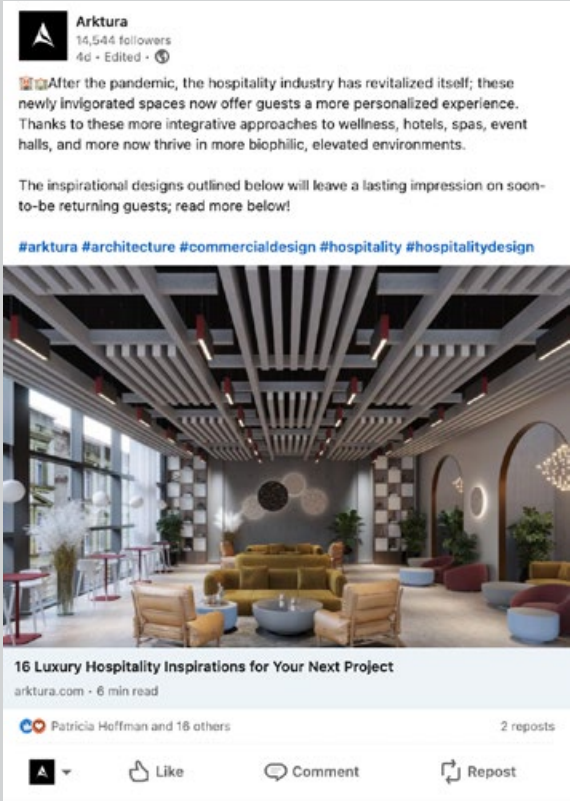 Arktura
14,544 followers
4d • Edited •
After the pandemic, the hospitality industry has revitalized itself; these
newly invigorated spaces now offer guests a more personalized experience.
Thanks to these more integrative approaches to wellness, hotels, spas, event
halls, and more now thrive in more biophilic, elevated environments.
The inspirational designs outlined below will leave a lasting impression on soon-
to-be returning guests; read more below!
#arktura #architecture #commercialdesign #hospitality #hospitalitydesign
16 Luxury Hospitality Inspirations for Your Next Project
arktura.com • 6 min read
Patricia Hoffman and 16 others 2 reposts
Like Comment Repost